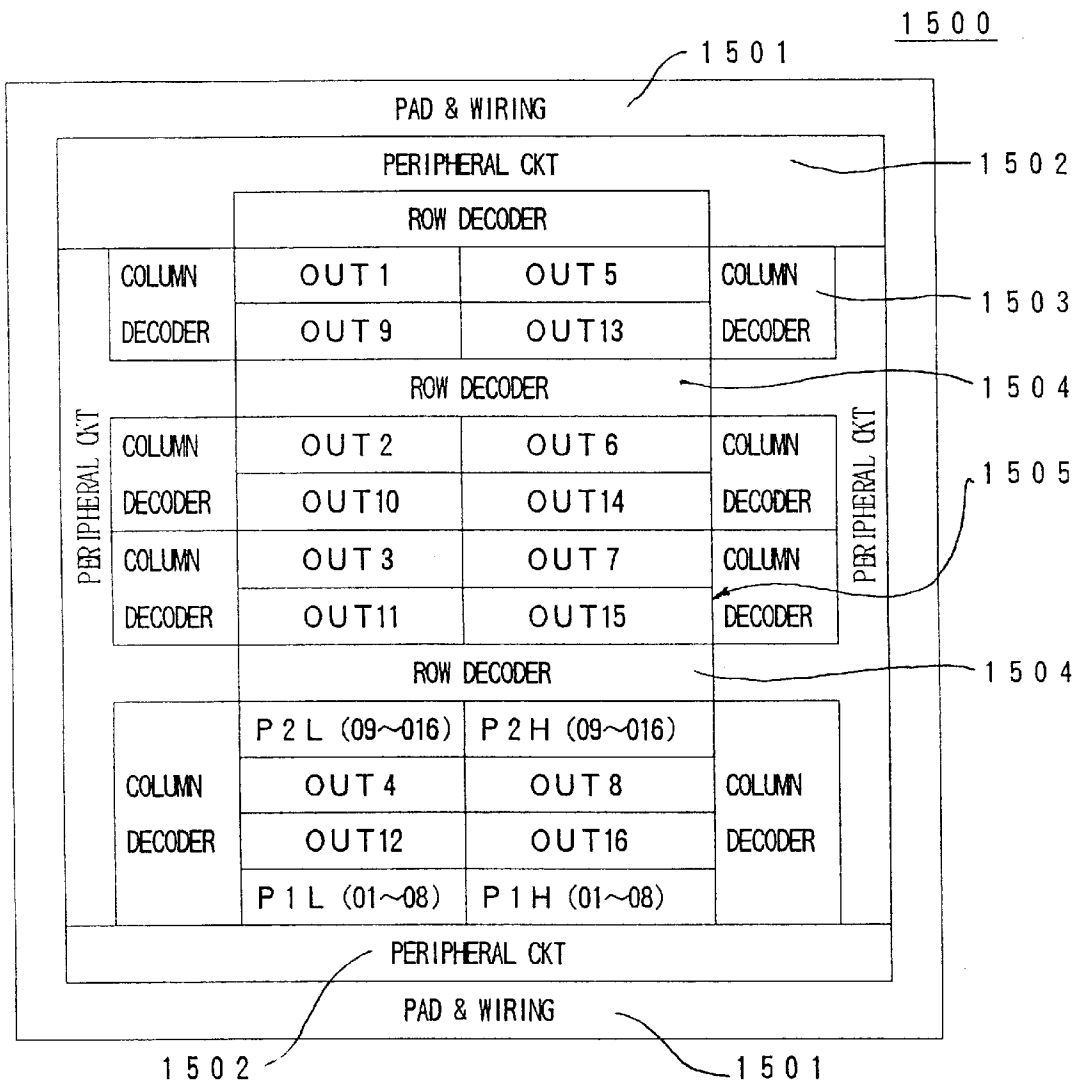 1500
1501
PAD & WIRING
PERIPHERAL CKT
1502
ROW DECODER
COLUMN DECODER
OUT1
OUT5
COLUMN DECODER
1503
OUT9
OUT13
ROW DECODER
1504
PERIPHERAL CKT
COLUMN DECODER
OUT2
OUT6
COLUMN DECODER
PERIPHERAL CKT
1505
OUT10
OUT14
COLUMN DECODER
OUT3
OUT7
COLUMN DECODER
OUT11
OUT15
ROW DECODER
1504
P2L (09~016)
P2H (09~016)
COLUMN DECODER
OUT4
OUT8
COLUMN DECODER
OUT12
OUT16
P1L (01~08)
P1H (01~08)
PERIPHERAL CKT
PAD & WIRING
1502
1501